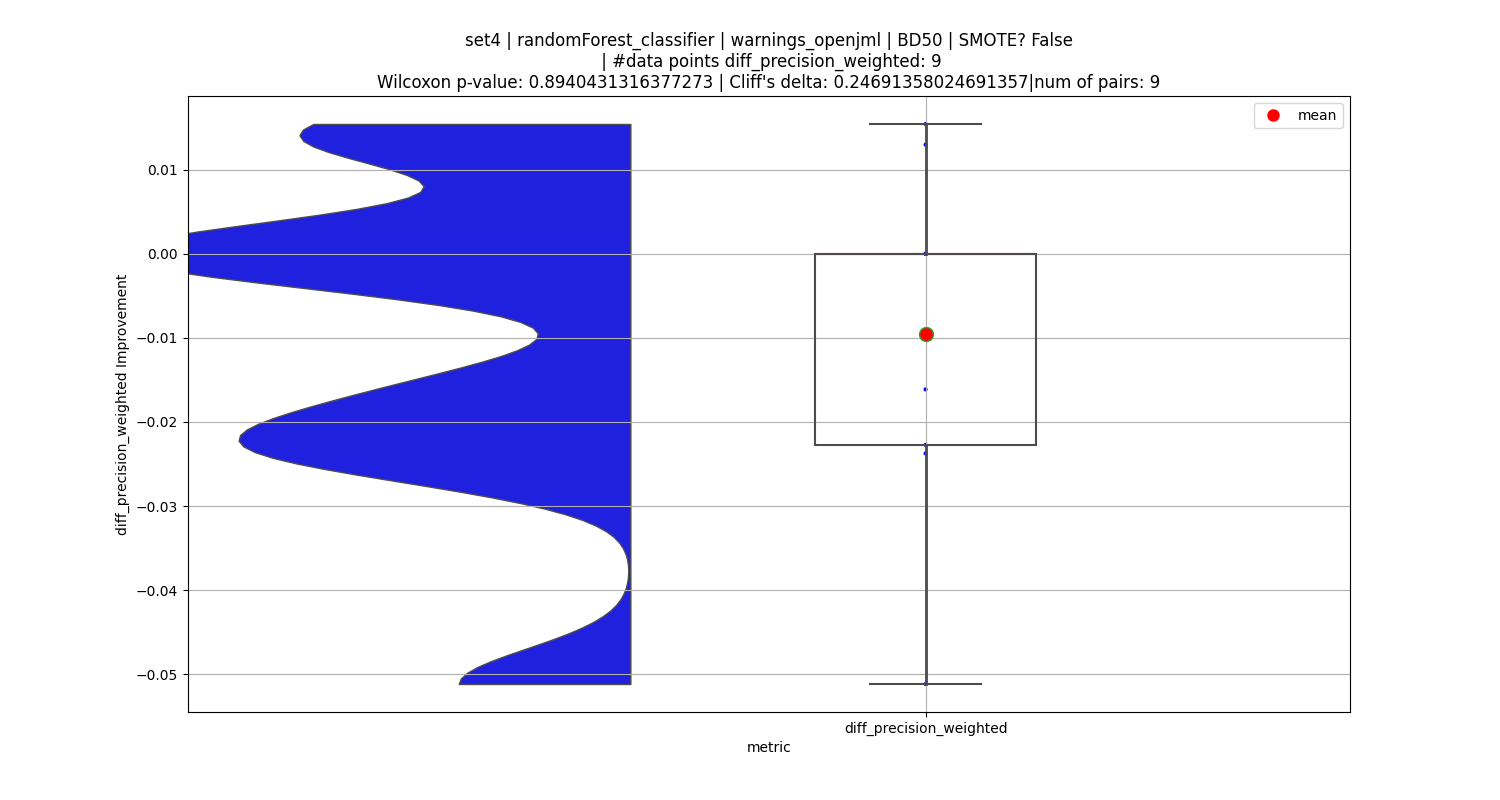 set4 | randomForest_classifier | warnings_openjml | BD50 | SMOTE? False
| #data points diff_precision_weighted: 9
Wilcoxon p-value: 0.8940431316377273 | Cliff's delta: 0.24691358024691357|num of pairs: 9
mean
0.01
0.00
−0.01
−0.02
−0.03
−0.04
−0.05
diff_precision_weighted Improvement
diff_precision_weighted
metric